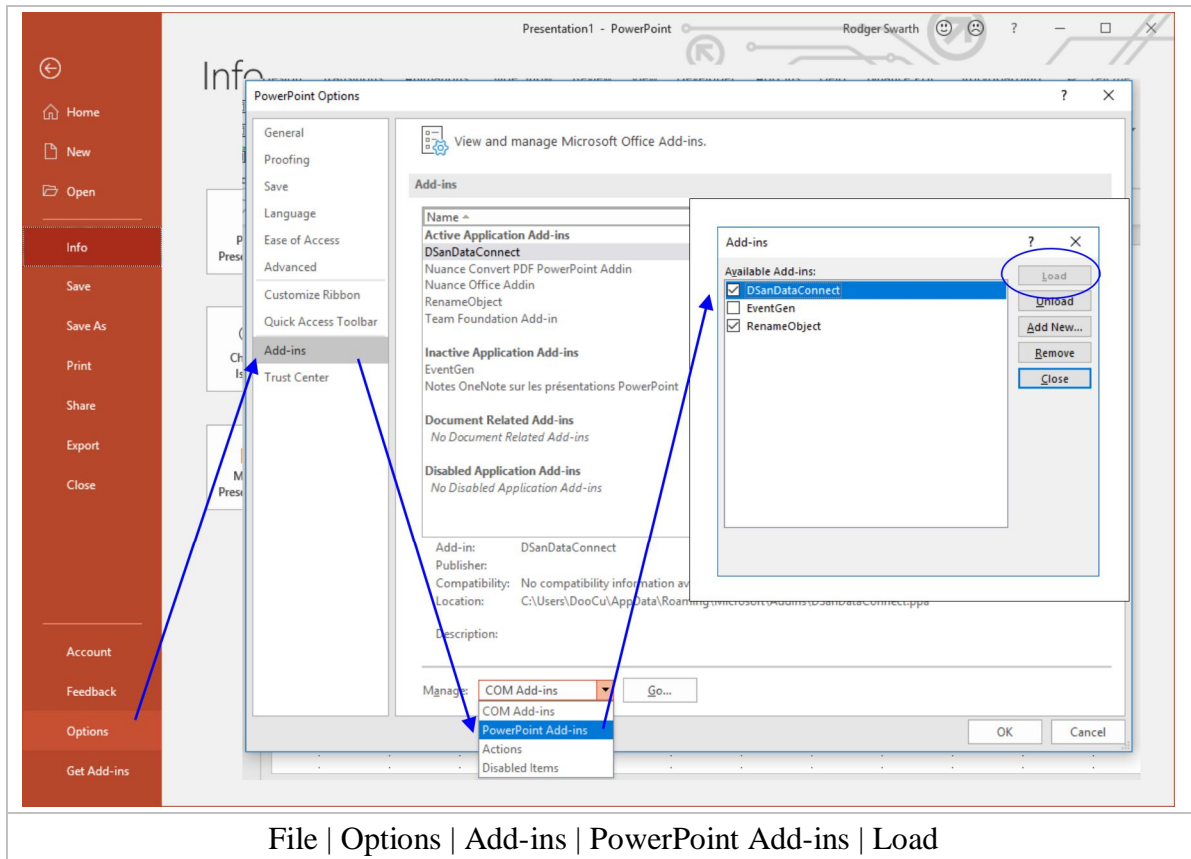 Presentation1 - PowerPoint
Rodger Swarth
?
Info
Home
New
Open
Info
Save
Save As
Print
Share
Export
Close
Account
Feedback
Options
Get Add-ins
PowerPoint Options
?
General
Proofing
Save
Language
Ease of Access
Advanced
Customize Ribbon
Quick Access Toolbar
Add-ins
Trust Center
View and manage Microsoft Office Add-ins.
Add-ins
Name
Active Application Add-ins
DSanDataConnect
Nuance Convert PDF PowerPoint Addin
Nuance Office Addin
RenameObject
Team Foundation Add-in
Inactive Application Add-ins
EventGen
Notes OneNote sur les présentations PowerPoint
Document Related Add-ins
No Document Related Add-ins
Disabled Application Add-ins
No Disabled Application Add-ins
Add-in: DSanDataConnect
Publisher:
Compatibility: No compatibility information av
Location: C:\Users\DooCu\AppData\Roaming\Microsoft\Addins\DSanDataConnect.ppa
Description:
Manage: COM Add-ins Go...
COM Add-ins
PowerPoint Add-ins
Actions
Disabled Items
OK Cancel
Add-ins ?
Available Add-ins:
DSanDataConnect
EventGen
RenameObject
Load
Unload
Add New...
Remove
Close
File | Options | Add-ins | PowerPoint Add-ins | Load